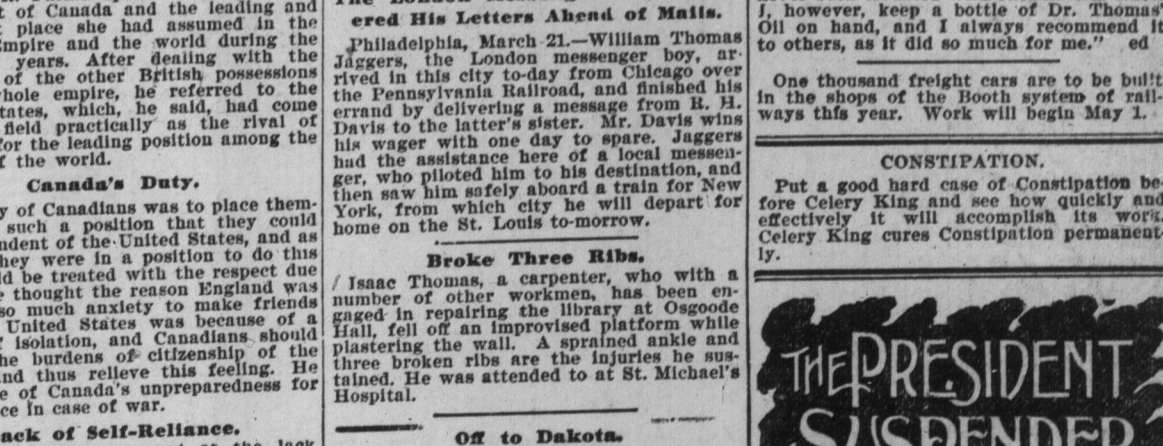 of Canada and the leading and
place she had assumed in the
Empire and the world during the
years. After dealing with the
of the other British possessions
whole empire, he referred to the
States, which, he said, had come
field practically as the rival of
for the leading position among the
of the world.
Canada's Duty.
of Canadians was to place them-
such a position that they could
of the United States, and as
they were in a position to do this
be treated with the respect due
thought the reason England was
so much anxiety to make friends
United States was because of a
isolation, and Canadians should
the burdens of citizenship of the
and thus relieve this feeling. He
of Canada's unpreparedness for
in case of war.
Lack of Self-Reliance.
ered His Letters Ahead of Mails.
Philadelphia, March 21.—William Thomas
Jaggers, the London messenger boy, ar-
rived in this city to-day from Chicago over
the Pennsylvania Railroad, and finished his
errand by delivering a message from R. H.
Davis to the latter's sister. Mr. Davis wins
his wager with one day to spare. Jaggers
had the assistance here of a local messen-
ger, who piloted him to his destination, and
then saw him safely aboard a train for New
York, from which city he will depart for
home on the St. Louis to-morrow.
Broke Three Ribs.
Isaac Thomas, a carpenter, who with a
number of other workmen, has been en-
gaged in repairing the library at Osgoode
Hall, fell off an improvised platform while
plastering the wall. A sprained ankle and
three broken ribs are the injuries he sus-
tained. He was attended to at St. Michael's
Hospital.
Off to Dakota.
I, however, keep a bottle of Dr. Thomas'
Oil on hand, and I always recommend it
to others, as it did so much for me." ed
One thousand freight cars are to be built
in the shops of the Booth system of rail-
ways this year. Work will begin May 1.
CONSTIPATION.
Put a good hard case of Constipation be-
fore Celery King and see how quickly and
effectively it will accomplish its work.
Celery King cures Constipation permanent-
ly.
THE PRESIDENT
SUSPENDER